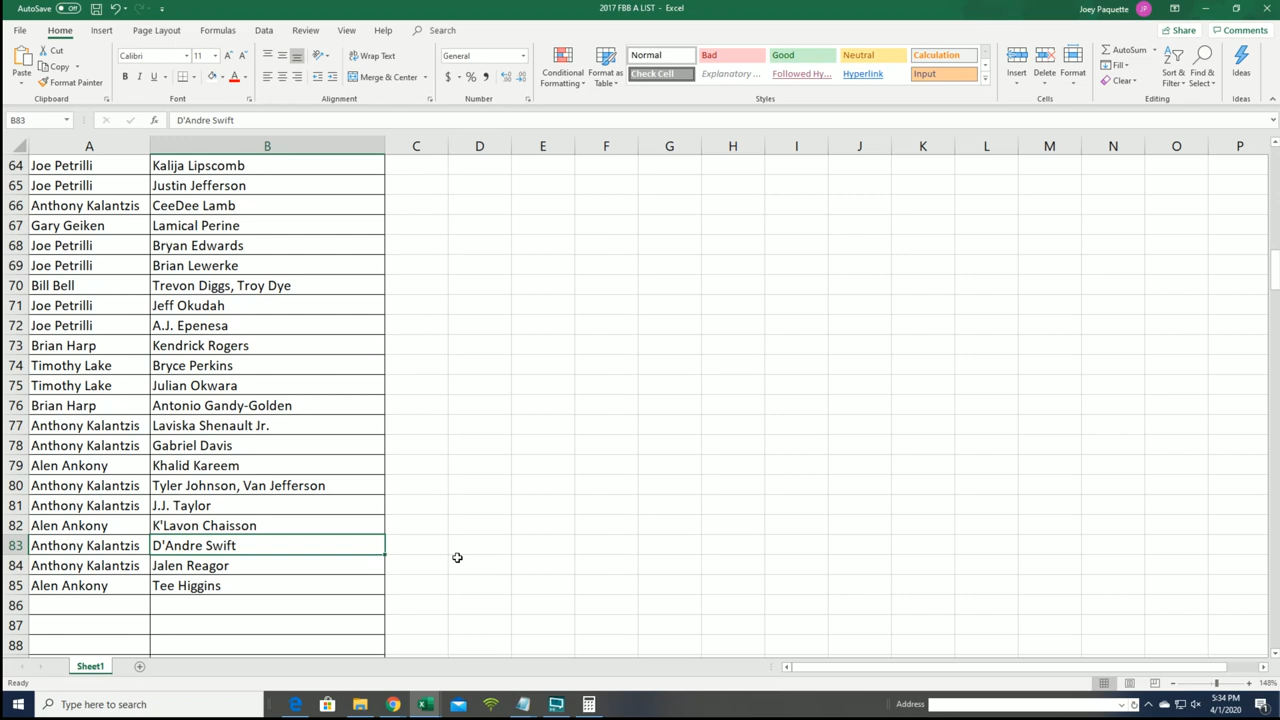 AutoSave Off 2017 FBB A LIST - Excel Joey Paquette JP
File Home Insert Page Layout Formulas Data Review View Help Search Share Comments
Paste Cut Copy Format Painter Clipboard
Calibri 11 B I U Font
Wrap Text Merge & Center Alignment
General $ % , Number
Conditional Formatting Format as Table Normal Bad Good Neutral Calculation
Check Cell Explanatory ... Followed Hy... Hyperlink Input Styles
Insert Delete Format Cells
AutoSum Fill Clear Sort & Filter Find & Select Editing Ideas Ideas
B83 fx D'Andre Swift
A B C D E F G H I J K L M N O P
64 Joe Petrilli Kalija Lipscomb
65 Joe Petrilli Justin Jefferson
66 Anthony Kalantzis CeeDee Lamb
67 Gary Geiken Lamical Perine
68 Joe Petrilli Bryan Edwards
69 Joe Petrilli Brian Lewerke
70 Bill Bell Trevon Diggs, Troy Dye
71 Joe Petrilli Jeff Okudah
72 Joe Petrilli A.J. Epenesa
73 Brian Harp Kendrick Rogers
74 Timothy Lake Bryce Perkins
75 Timothy Lake Julian Okwara
76 Brian Harp Antonio Gandy-Golden
77 Anthony Kalantzis Laviska Shenault Jr.
78 Anthony Kalantzis Gabriel Davis
79 Alen Ankony Khalid Kareem
80 Anthony Kalantzis Tyler Johnson, Van Jefferson
81 Anthony Kalantzis J.J. Taylor
82 Alen Ankony K'Lavon Chaisson
83 Anthony Kalantzis D'Andre Swift
84 Anthony Kalantzis Jalen Reagor
85 Alen Ankony Tee Higgins
86
87
88
Sheet1
Ready 148%
Type here to search Address 5:34 PM
4/1/2020